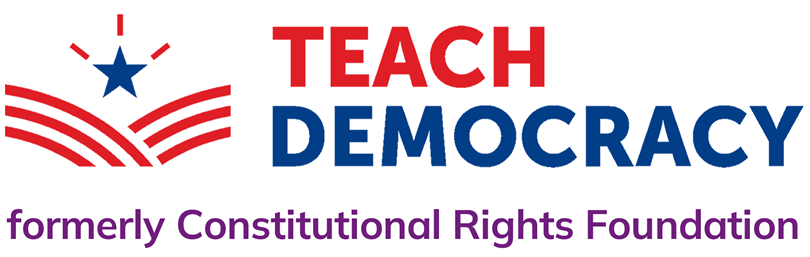 TEACH
DEMOCRACY
formerly Constitutional Rights Foundation